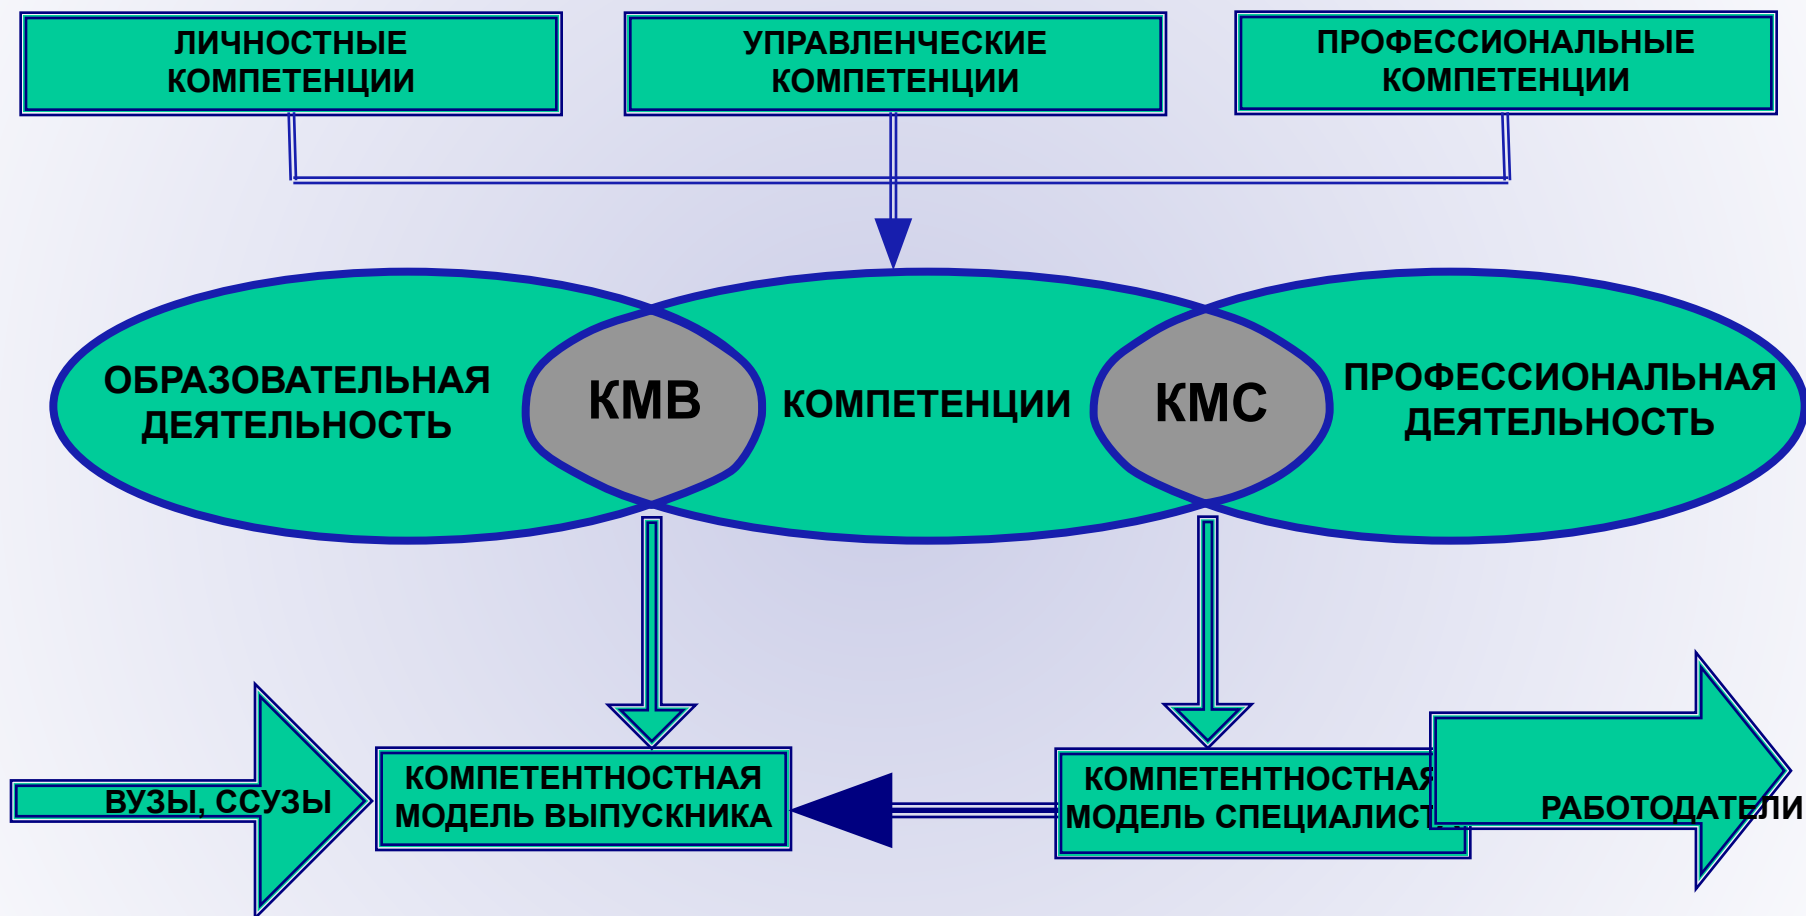 ЛИЧНОСТНЫЕ
КОМПЕТЕНЦИИ
УПРАВЛЕНЧЕСКИЕ
КОМПЕТЕНЦИИ
ПРОФЕССИОНАЛЬНЫЕ
КОМПЕТЕНЦИИ
ОБРАЗОВАТЕЛЬНАЯ
ДЕЯТЕЛЬНОСТЬ
КМВ
КОМПЕТЕНЦИИ
КМС
ПРОФЕССИОНАЛЬНАЯ
ДЕЯТЕЛЬНОСТЬ
ВУЗЫ, ССУЗЫ
КОМПЕТЕНТНОСТНАЯ
МОДЕЛЬ ВЫПУСКНИКА
КОМПЕТЕНТНОСТНАЯ
МОДЕЛЬ СПЕЦИАЛИСТА
РАБОТОДАТЕЛИ